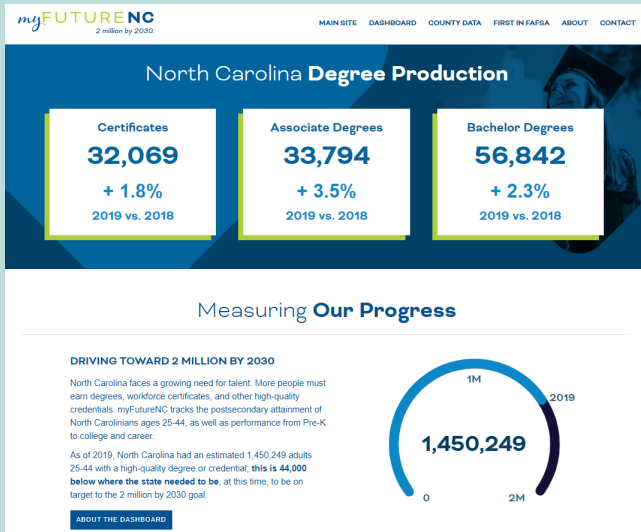 myFUTURENC
2 million by 2030.
MAIN SITE DASHBOARD COUNTY DATA FIRST IN FAFSA ABOUT CONTACT
North Carolina Degree Production
Certificates
32,069
+ 1.8%
2019 vs. 2018
Associate Degrees
33,794
+ 3.5%
2019 vs. 2018
Bachelor Degrees
56,842
+ 2.3%
2019 vs. 2018
Measuring Our Progress
DRIVING TOWARD 2 MILLION BY 2030
North Carolina faces a growing need for talent. More people must
earn degrees, workforce certificates, and other high-quality
credentials. myFutureNC tracks the postsecondary attainment of
North Carolinians ages 25-44, as well as performance from Pre-K
to college and career.
As of 2019, North Carolina had an estimated 1,450,249 adults
25-44 with a high-quality degree or credential; this is 44,000
below where the state needed to be, at this time, to be on
target to the 2 million by 2030 goal.
ABOUT THE DASHBOARD
1M
2019
1,450,249
0
2M